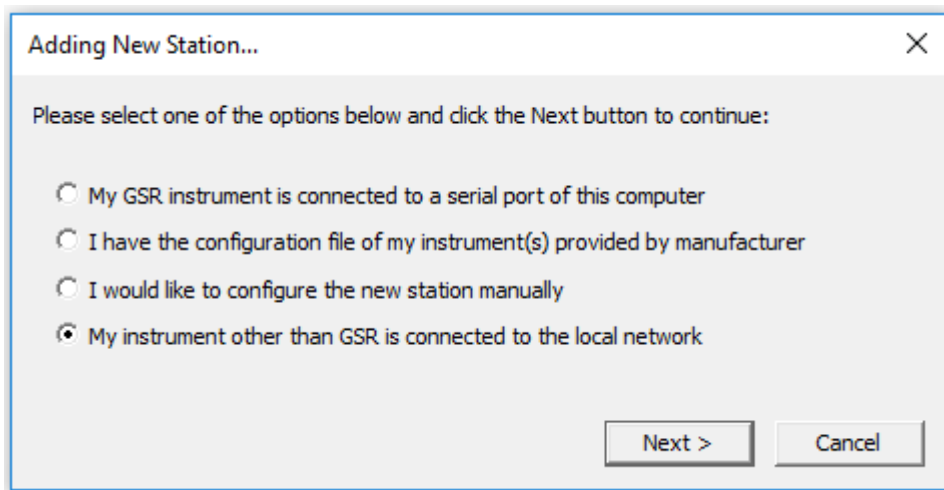 Adding New Station...
Please select one of the options below and click the Next button to continue:
My GSR instrument is connected to a serial port of this computer
I have the configuration file of my instrument(s) provided by manufacturer
I would like to configure the new station manually
My instrument other than GSR is connected to the local network
Next >
Cancel